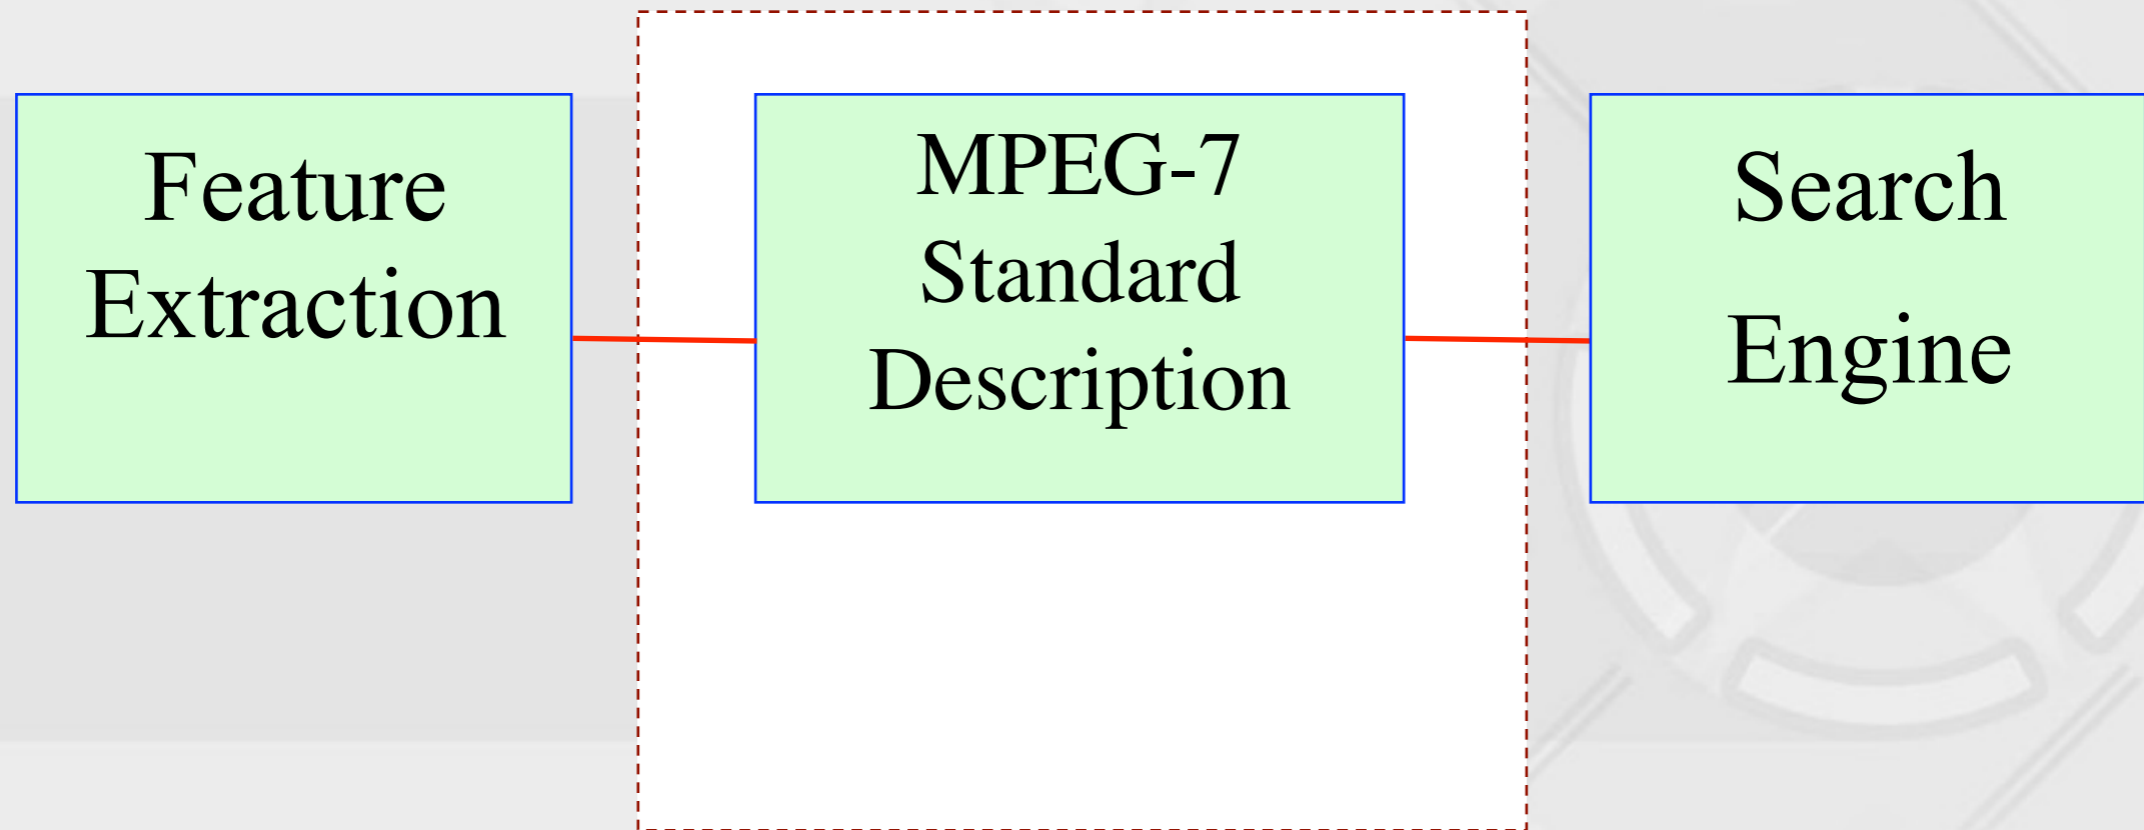 Feature
Extraction
MPEG-7
Standard
Description
Search
Engine